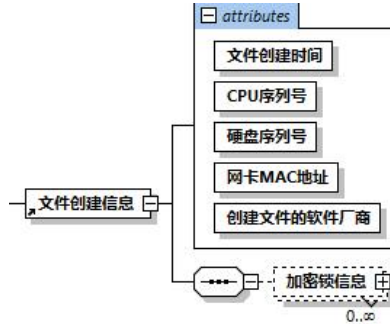 attributes
文件创建时间
CPU序列号
硬盘序列号
网卡MAC地址
文件创建信息
创建文件的软件厂商
加密锁信息
0..∞